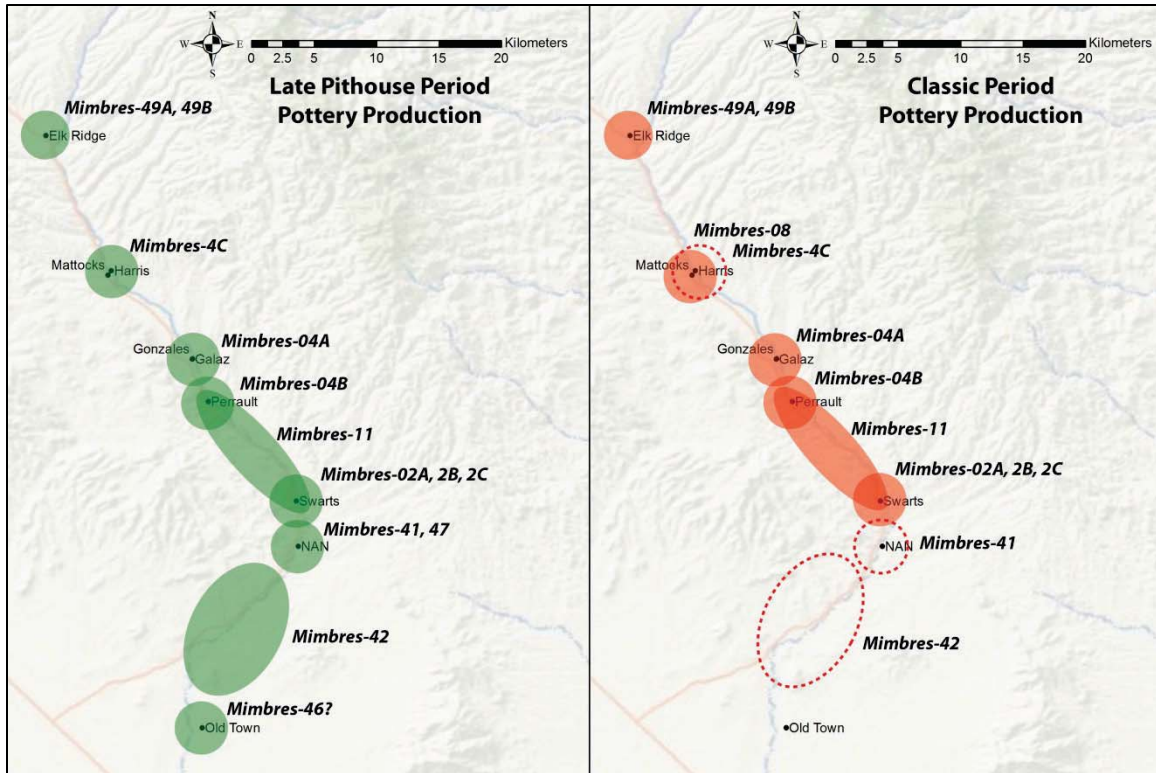 N
W E
S
Kilometers
0 2.5 5 10 15 20
Late Pithouse Period
Pottery Production
Mimbres-49A, 49B
Elk Ridge
Mimbres-4C
Mattocks
Harris
Mimbres-04A
Gonzales
Galaz
Mimbres-04B
Perrault
Mimbres-11
Mimbres-02A, 2B, 2C
Swarts
Mimbres-41, 47
NAN
Mimbres-42
Mimbres-46?
Old Town
N
W E
S
Kilometers
0 2.5 5 10 15 20
Classic Period
Pottery Production
Mimbres-49A, 49B
Elk Ridge
Mimbres-08
Mimbres-4C
Mattocks
Harris
Mimbres-04A
Gonzales
Galaz
Mimbres-04B
Perrault
Mimbres-11
Mimbres-02A, 2B, 2C
Swarts
NAN
Mimbres-41
Mimbres-42
Old Town